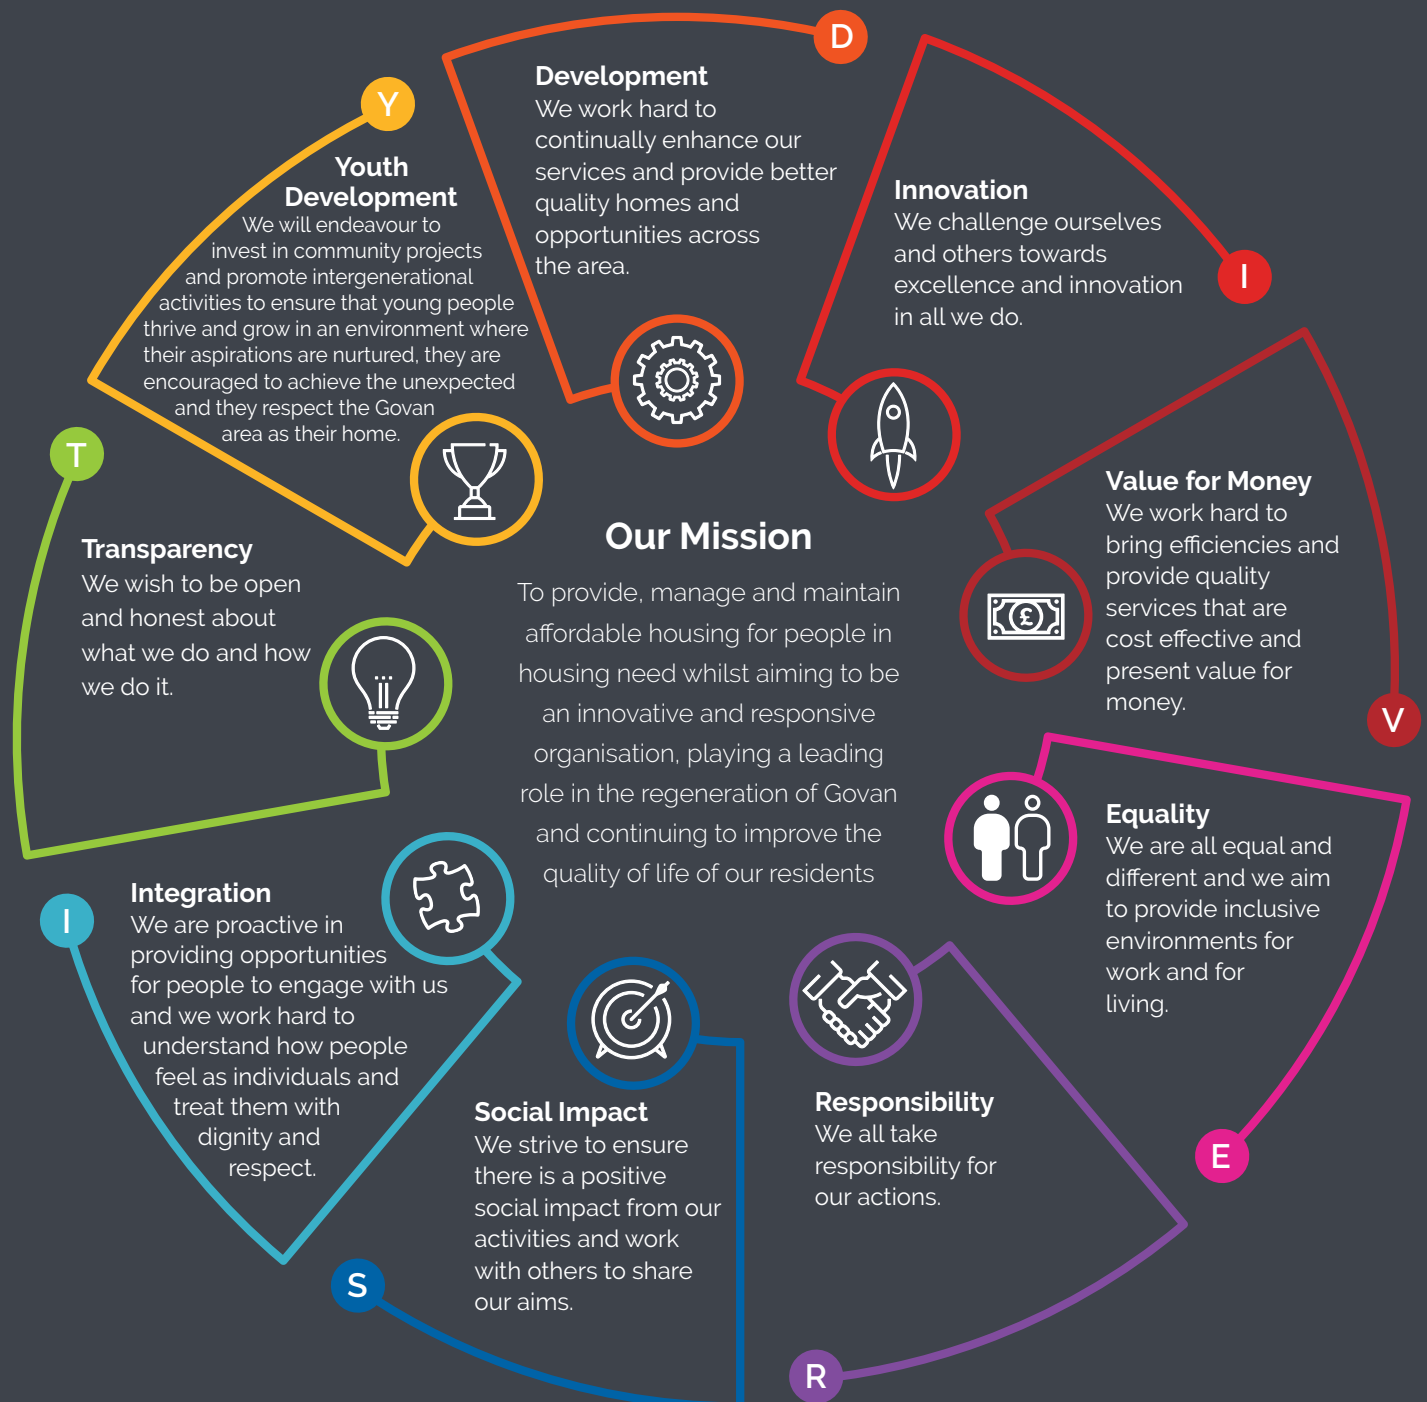 D
Development
We work hard to
continually enhance our
services and provide better
quality homes and
opportunities across
the area.
I
Innovation
We challenge ourselves
and others towards
excellence and innovation
in all we do.
V
Value for Money
We work hard to
bring efficiencies and
provide quality
services that are
cost effective and
present value for
money.
£
E
Equality
We are all equal and
different and we aim
to provide inclusive
environments for
work and for
living.
R
Responsibility
We all take
responsibility for
our actions.
S
Social Impact
We strive to ensure
there is a positive
social impact from our
activities and work
with others to share
our aims.
I
Integration
We are proactive in
providing opportunities
for people to engage with us
and we work hard to
understand how people
feel as individuals and
treat them with
dignity and
respect.
T
Transparency
We wish to be open
and honest about
what we do and how
we do it.
Y
Youth
Development
We will endeavour to
invest in community projects
and promote intergenerational
activities to ensure that young people
thrive and grow in an environment where
their aspirations are nurtured, they are
encouraged to achieve the unexpected
and they respect the Govan
area as their home.
Our Mission
To provide, manage and maintain
affordable housing for people in
housing need whilst aiming to be
an innovative and responsive
organisation, playing a leading
role in the regeneration of Govan
and continuing to improve the
quality of life of our residents